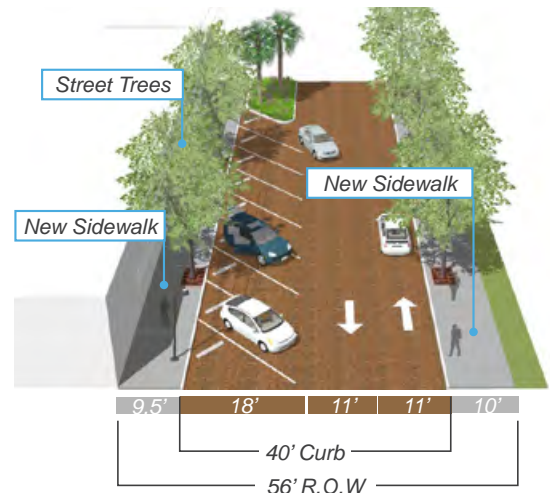 Street Trees
New Sidewalk
New Sidewalk
9.5' 18' 11' 11' 10'
40' Curb
56' R.O.W